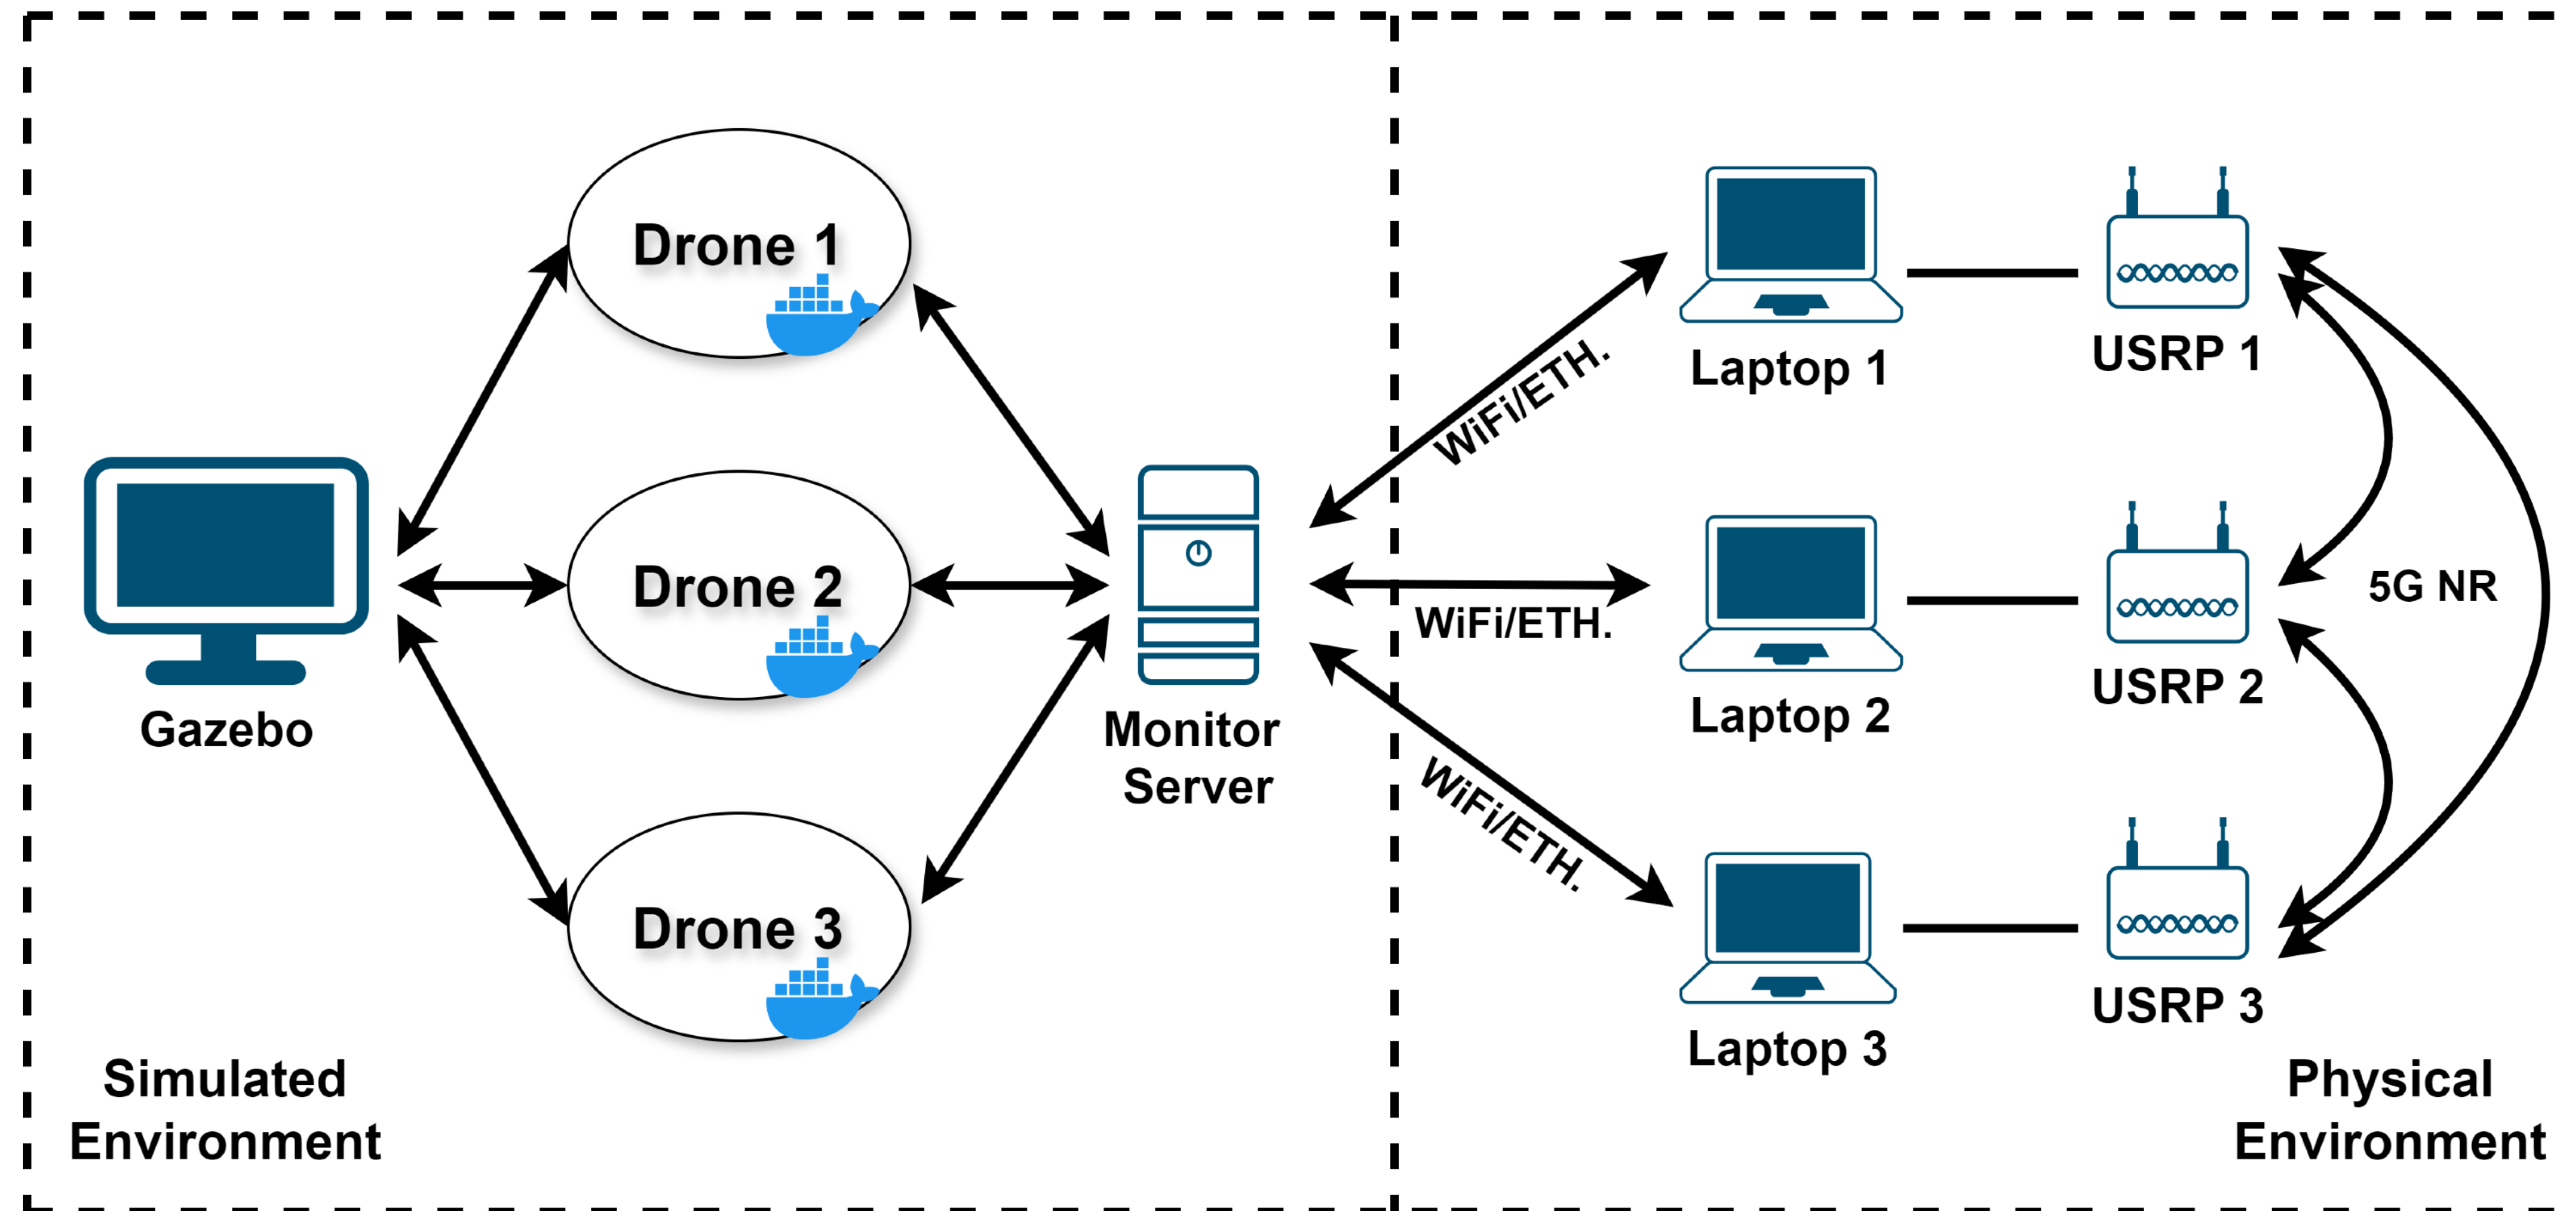 Drone 1
Drone 2
Drone 3
Gazebo
Monitor
Server
Simulated
Environment
WiFi/ETH.
WiFi/ETH.
WiFi/ETH.
Laptop 1
Laptop 2
Laptop 3
USRP 1
USRP 2
USRP 3
5G NR
Physical
Environment